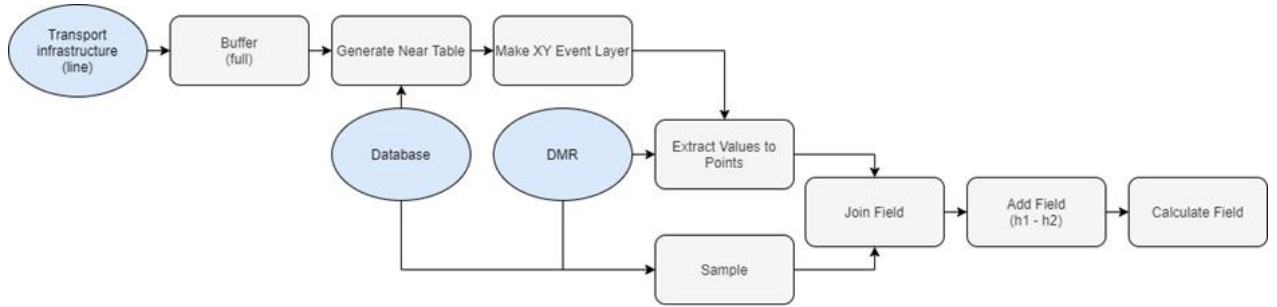 Transport
infrastructure
(line)
Buffer
(full)
Generate Near Table
Make XY Event Layer
Database
DMR
Extract Values to
Points
Join Field
Add Field
(h1 - h2)
Calculate Field
Sample